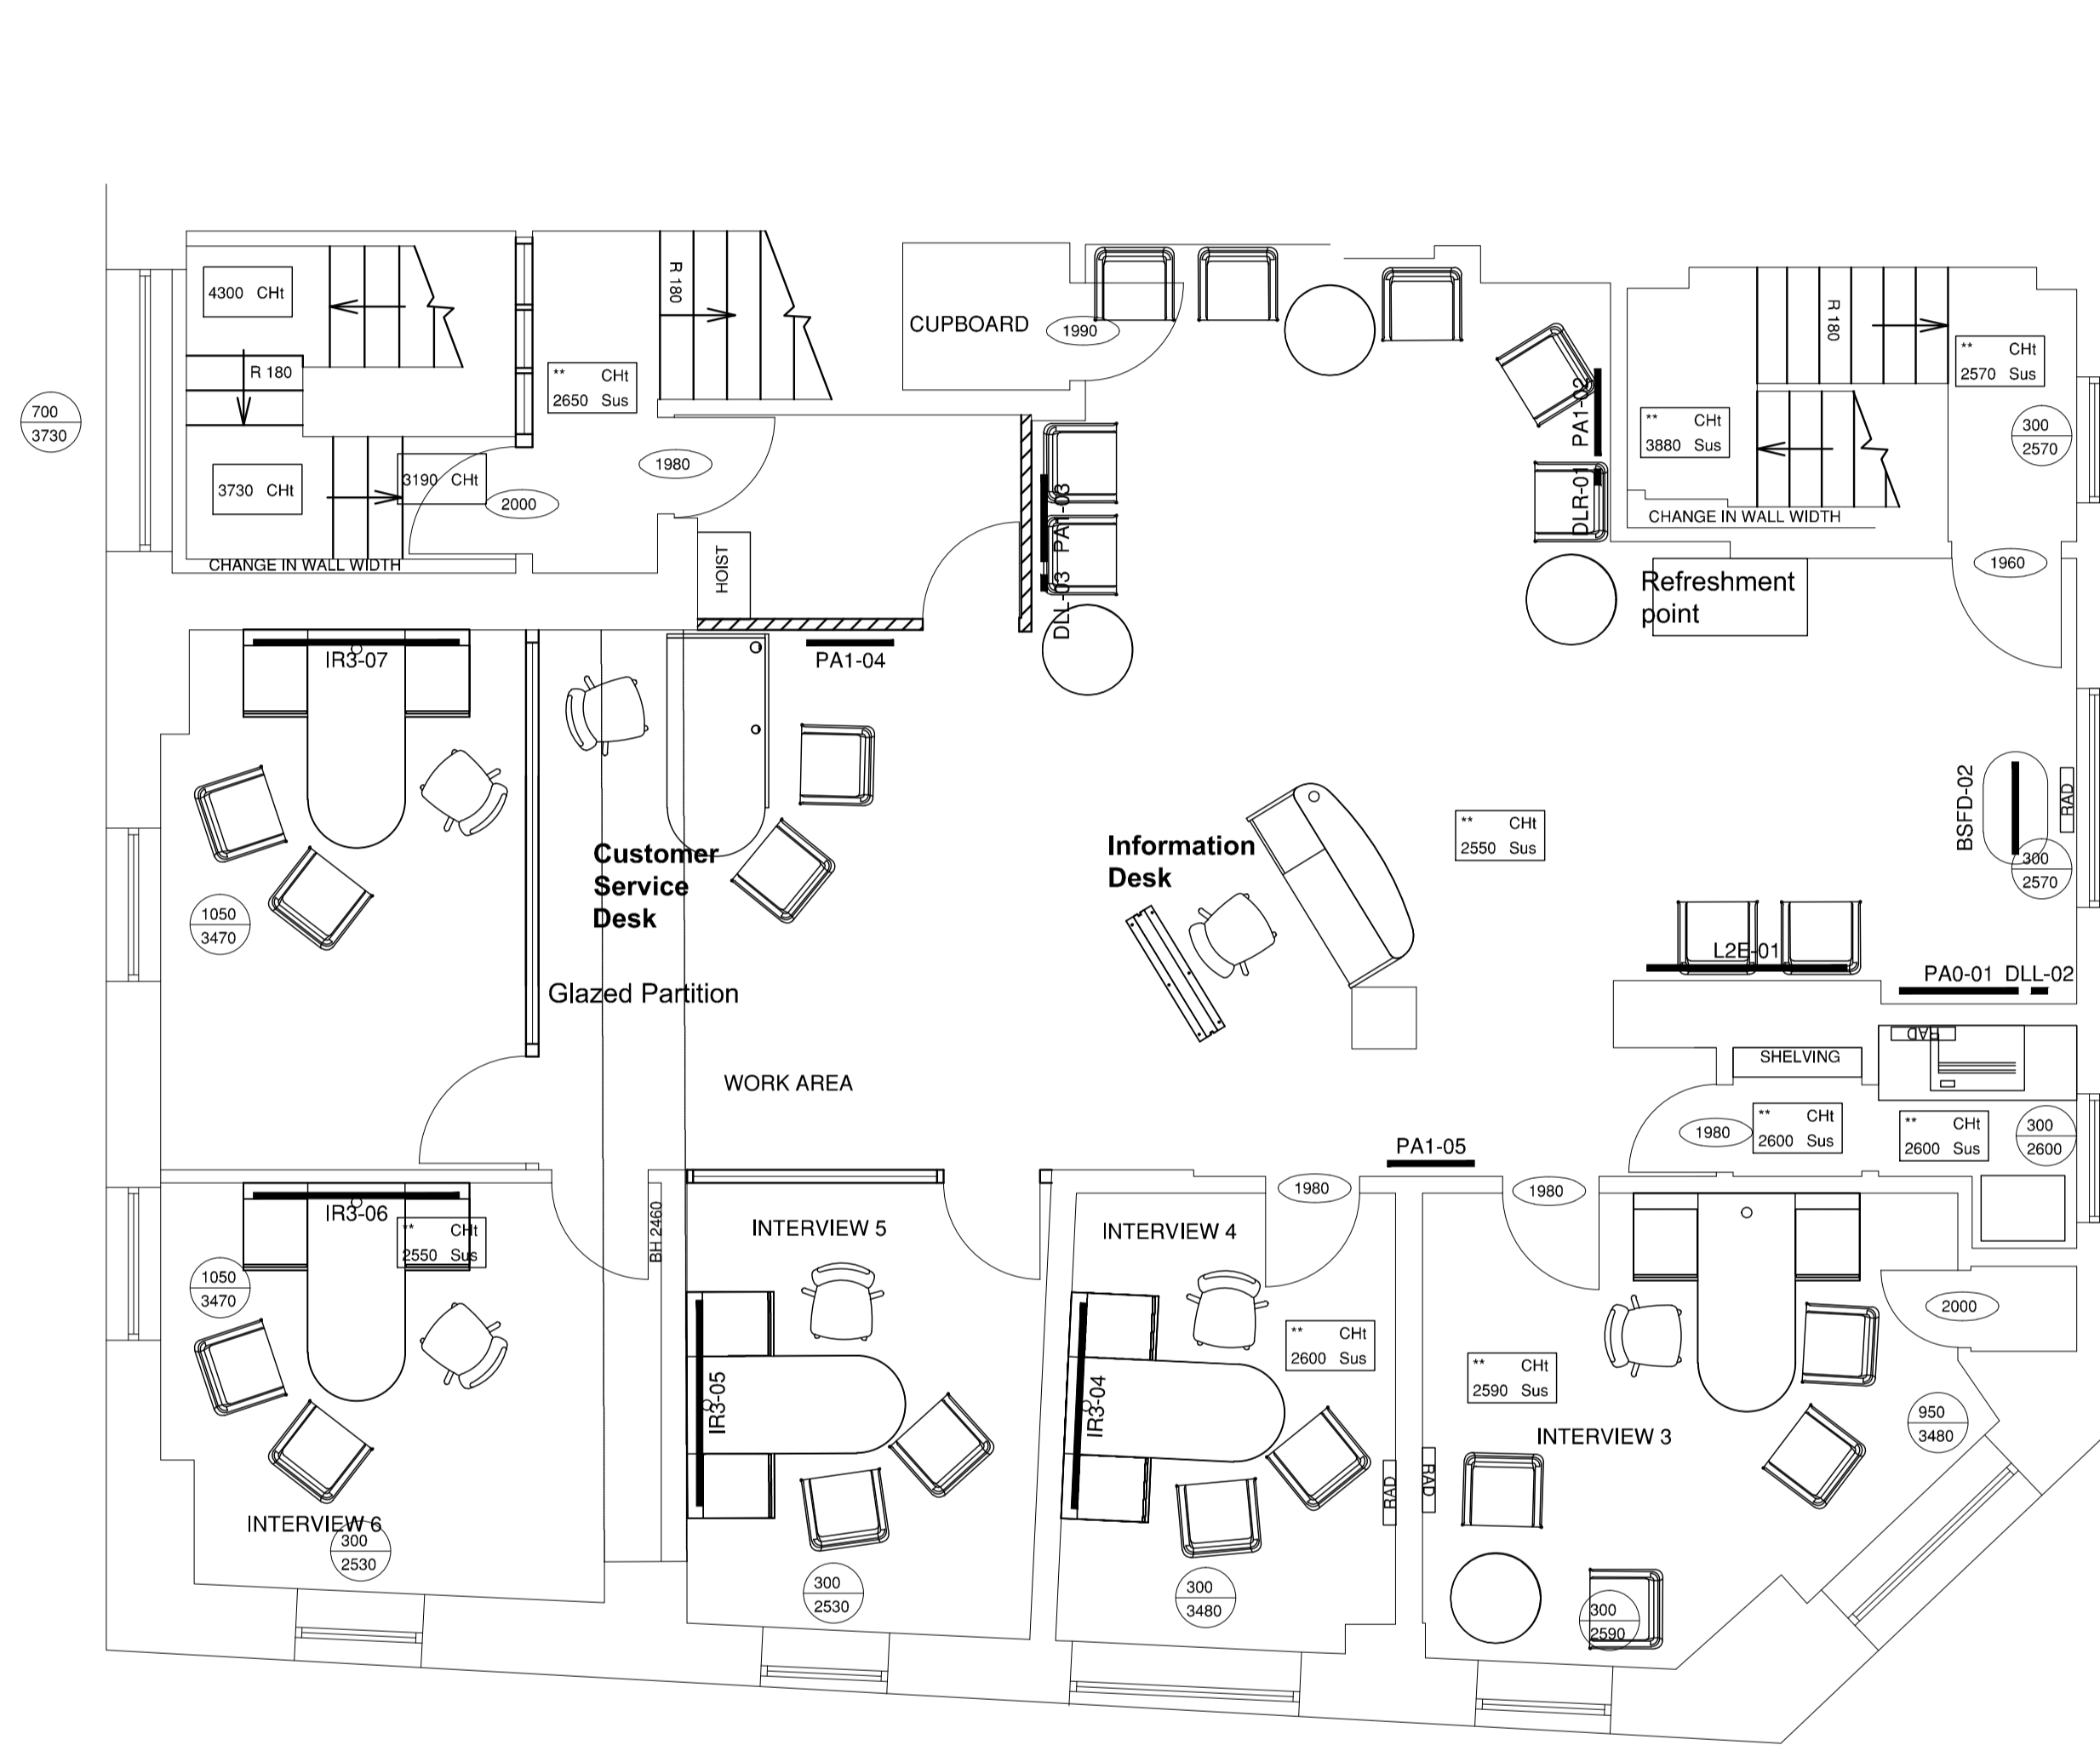 4300 CHt
R 180
R 180
** CHt
2650 Sus
700
3730
3730 CHt
3190 CHt
2000
1980
CHANGE IN WALL WIDTH
CUPBOARD
1990
HOIST
PA1-03
DLL-03
PA1-02
DLR-01
R 180
** CHt
2570 Sus
** CHt
3880 Sus
300
2570
CHANGE IN WALL WIDTH
1960
Refreshment
point
IR3-07
PA1-04
BSFD-02
RAD
300
2570
** CHt
2550 Sus
Information
Desk
Customer
Service
Desk
1050
3470
Glazed Partition
L2E-01
PA0-01 DLL-02
RAD
SHELVING
WORK AREA
1980
** CHt
2600 Sus
** CHt
2600 Sus
300
2600
PA1-05
1980
1980
IR3-06
** CHt
2550 Sus
BH 2460
INTERVIEW 5
INTERVIEW 4
1050
3470
2000
** CHt
2600 Sus
** CHt
2590 Sus
IR3-05
IR3-04
950
3480
INTERVIEW 3
RAD
RAD
INTERVIEW 6
300
2530
300
2530
300
3480
300
2590